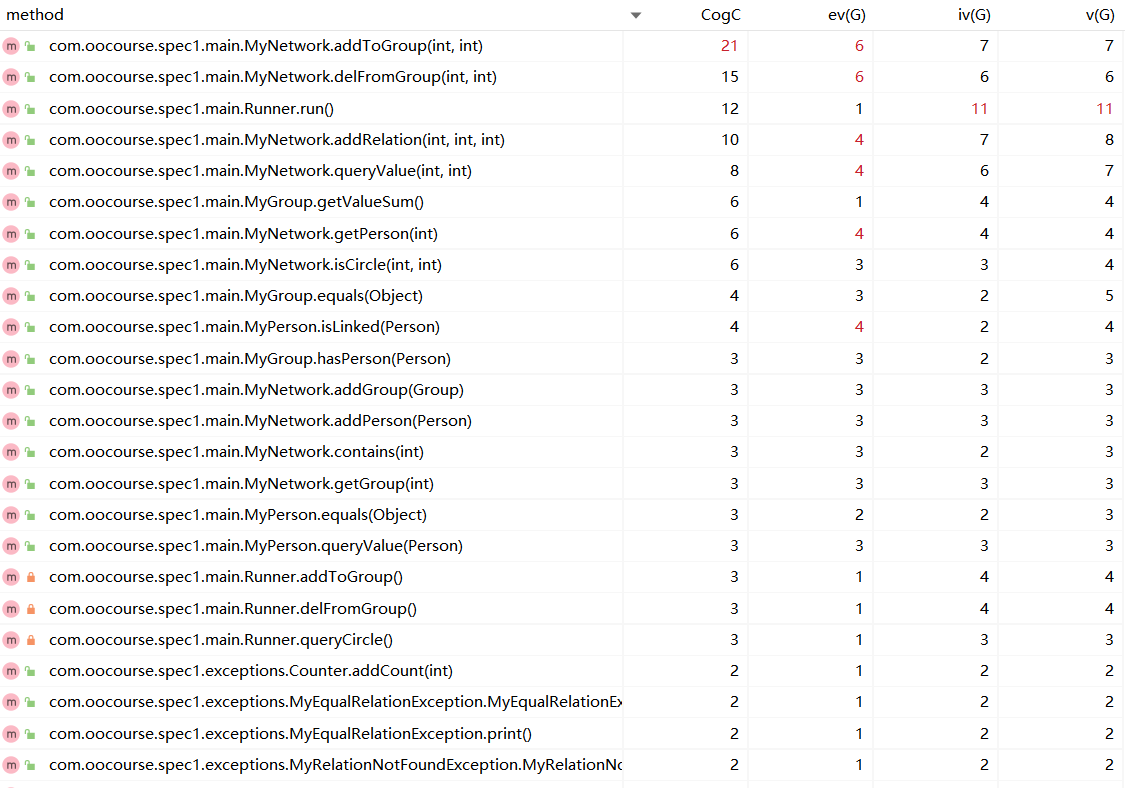 method CogC ev(G) iv(G) v(G)
m com.oocourse.spec1.main.MyNetwork.addToGroup(int, int) 21 6 7 7
m com.oocourse.spec1.main.MyNetwork.delFromGroup(int, int) 15 6 6 6
m com.oocourse.spec1.main.Runner.run() 12 1 11 11
m com.oocourse.spec1.main.MyNetwork.addRelation(int, int, int) 10 4 7 8
m com.oocourse.spec1.main.MyNetwork.queryValue(int, int) 8 4 6 7
m com.oocourse.spec1.main.MyGroup.getValueSum() 6 1 4 4
m com.oocourse.spec1.main.MyNetwork.getPerson(int) 6 4 4 4
m com.oocourse.spec1.main.MyNetwork.isCircle(int, int) 6 3 3 4
m com.oocourse.spec1.main.MyGroup.equals(Object) 4 3 2 5
m com.oocourse.spec1.main.MyPerson.isLinked(Person) 4 4 2 4
m com.oocourse.spec1.main.MyGroup.hasPerson(Person) 3 3 2 3
m com.oocourse.spec1.main.MyNetwork.addGroup(Group) 3 3 3 3
m com.oocourse.spec1.main.MyNetwork.addPerson(Person) 3 3 3 3
m com.oocourse.spec1.main.MyNetwork.contains(int) 3 3 2 3
m com.oocourse.spec1.main.MyNetwork.getGroup(int) 3 3 3 3
m com.oocourse.spec1.main.MyPerson.equals(Object) 3 2 2 3
m com.oocourse.spec1.main.MyPerson.queryValue(Person) 3 3 3 3
m com.oocourse.spec1.main.Runner.addToGroup() 3 1 4 4
m com.oocourse.spec1.main.Runner.delFromGroup() 3 1 4 4
m com.oocourse.spec1.main.Runner.queryCircle() 3 1 3 3
m com.oocourse.spec1.exceptions.Counter.addCount(int) 2 1 2 2
m com.oocourse.spec1.exceptions.MyEqualRelationException.MyEqualRelationEx 2 1 2 2
m com.oocourse.spec1.exceptions.MyEqualRelationException.print() 2 1 2 2
m com.oocourse.spec1.exceptions.MyRelationNotFoundException.MyRelationNo 2 1 2 2